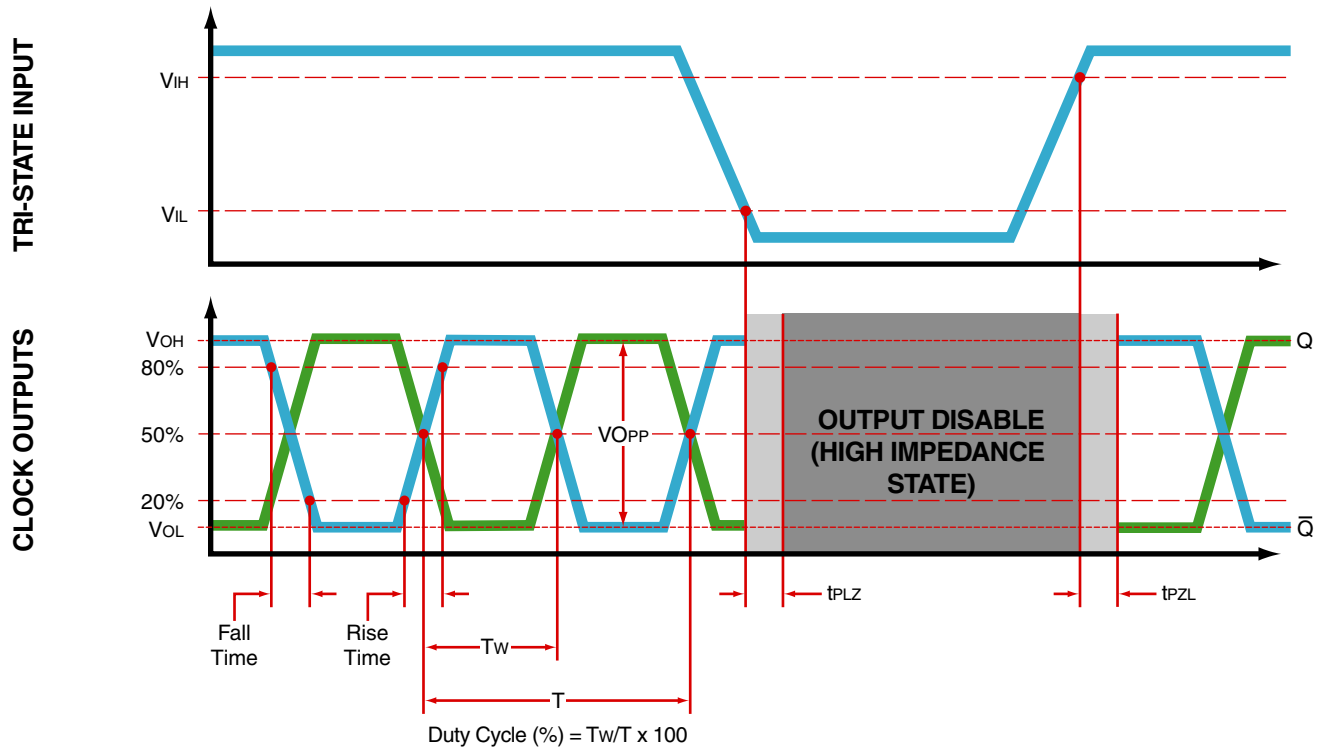 TRI-STATE INPUT
VIH
VIL
CLOCK OUTPUTS
VOH
80%
50%
20%
VOL
VOPP
OUTPUT DISABLE
(HIGH IMPEDANCE
STATE)
Q
Q̅
Fall
Time
Rise
Time
tPLZ
tPZL
TW
T
Duty Cycle (%) = TW/T x 100